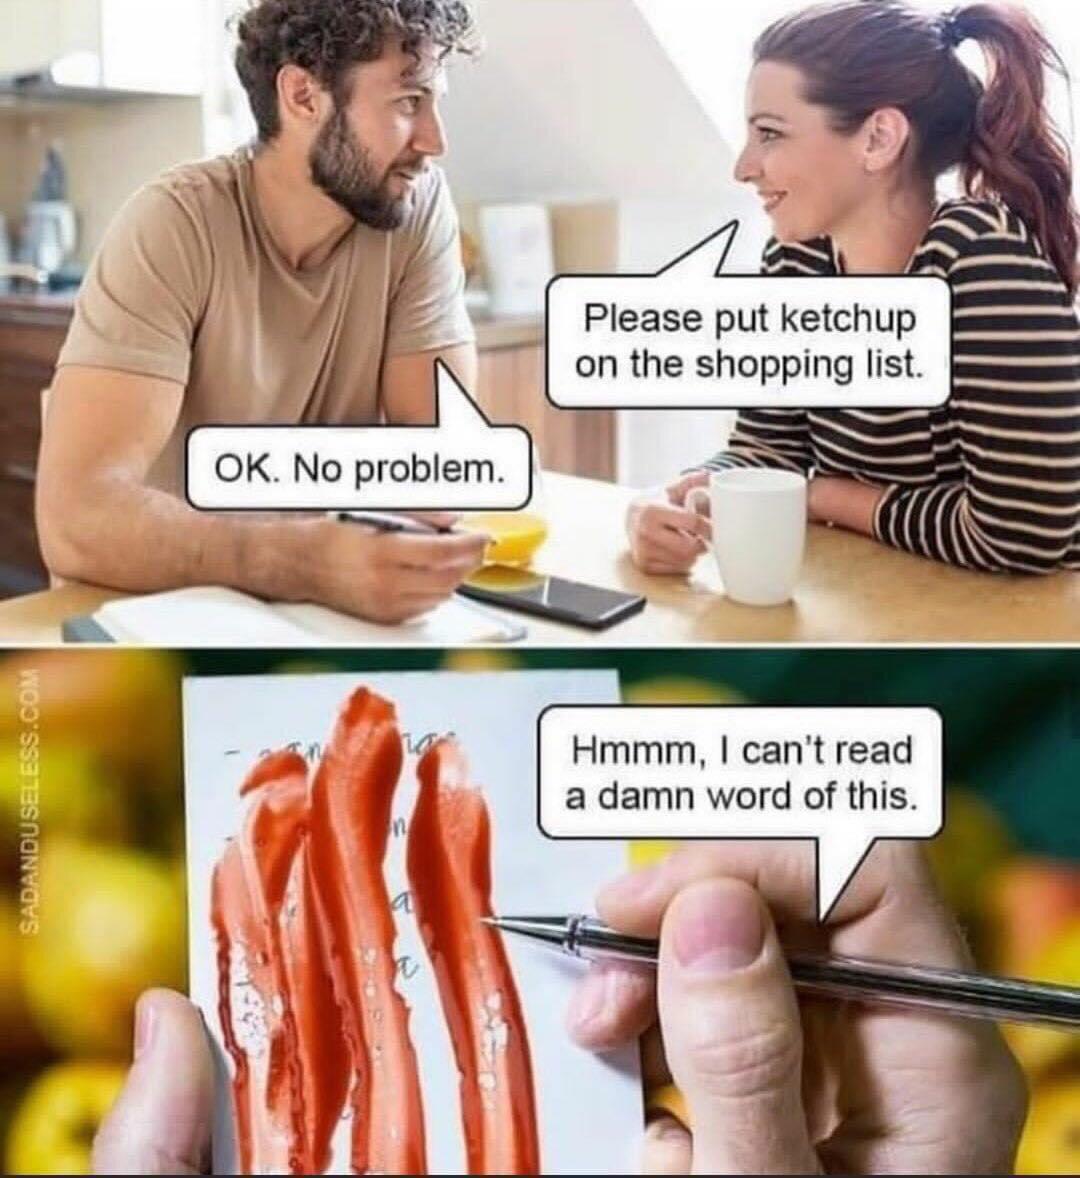 Please put ketchup
on the shopping list.
OK. No problem.
SADANDUSELESS.COM
Hmmm, I can't read
a damn word of this.